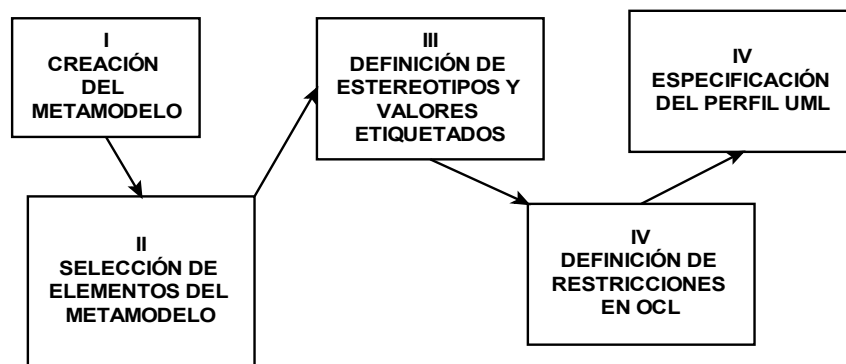 I
CREACIÓN
DEL
METAMODELO
II
SELECCIÓN DE
ELEMENTOS DEL
METAMODELO
III
DEFINICIÓN DE
ESTEREOTIPOS Y
VALORES
ETIQUETADOS
IV
DEFINICIÓN DE
RESTRICCIONES
EN OCL
IV
ESPECIFICACIÓN
DEL PERFIL UML